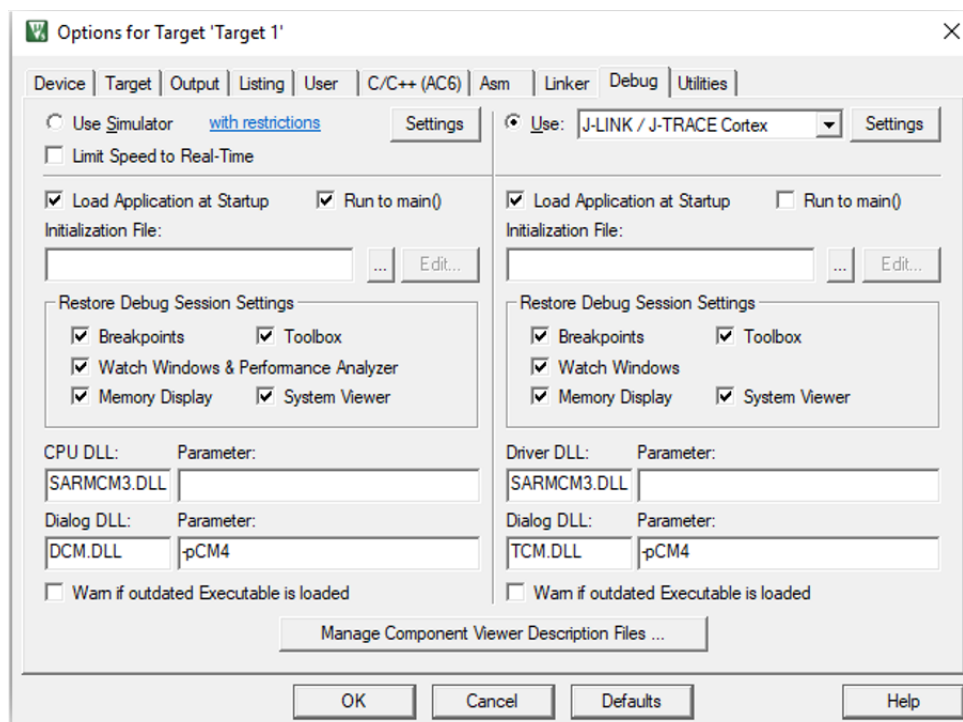 Options for Target 'Target 1'
Device Target Output Listing User C/C++ (AC6) Asm Linker Debug Utilities
Use Simulator with restrictions Settings
Limit Speed to Real-Time
Load Application at Startup Run to main()
Initialization File:
... Edit...
Restore Debug Session Settings
Breakpoints Toolbox
Watch Windows & Performance Analyzer
Memory Display System Viewer
CPU DLL: Parameter:
SARMCM3.DLL
Dialog DLL: Parameter:
DCM.DLL -pCM4
Warn if outdated Executable is loaded
Use: J-LINK / J-TRACE Cortex Settings
Load Application at Startup Run to main()
Initialization File:
... Edit...
Restore Debug Session Settings
Breakpoints Toolbox
Watch Windows
Memory Display System Viewer
Driver DLL: Parameter:
SARMCM3.DLL
Dialog DLL: Parameter:
TCM.DLL -pCM4
Warn if outdated Executable is loaded
Manage Component Viewer Description Files ...
OK Cancel Defaults Help